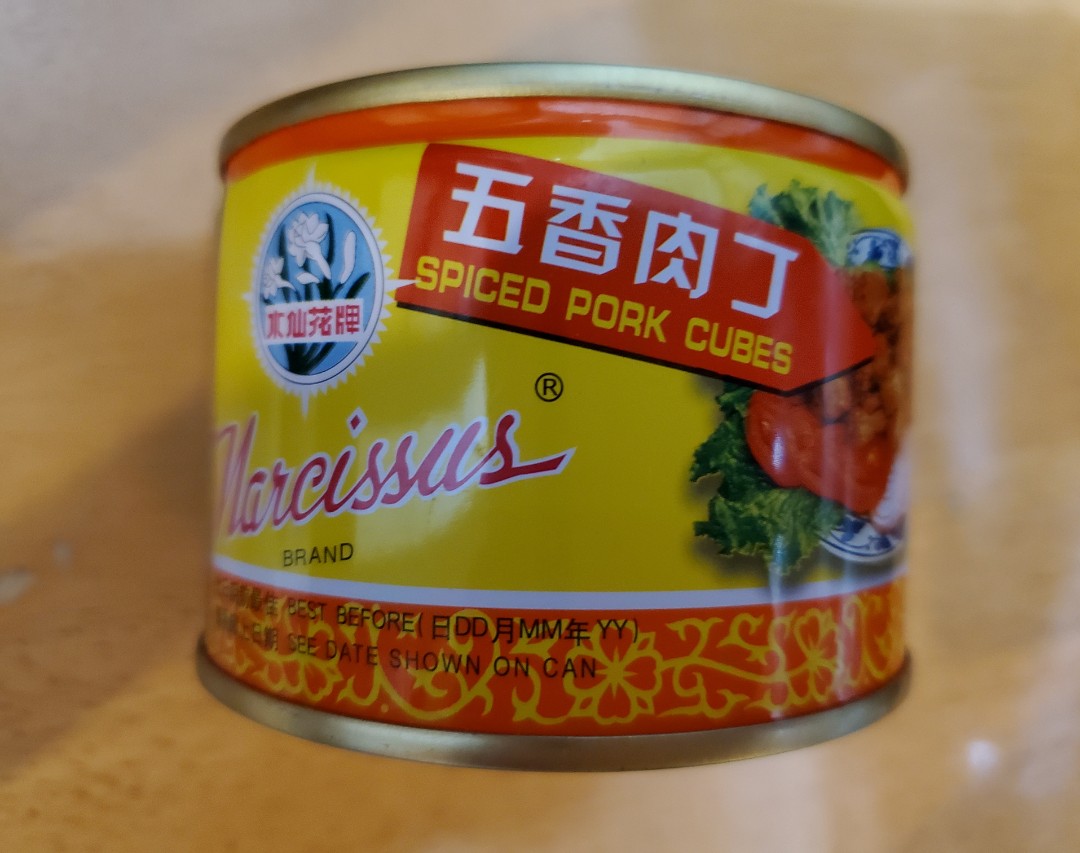 五香肉丁
SPICED PORK CUBES
水仙花牌
®
Narcissus
BRAND
BEST BEFORE(日DD月MM年YY)
SEE DATE SHOWN ON CAN